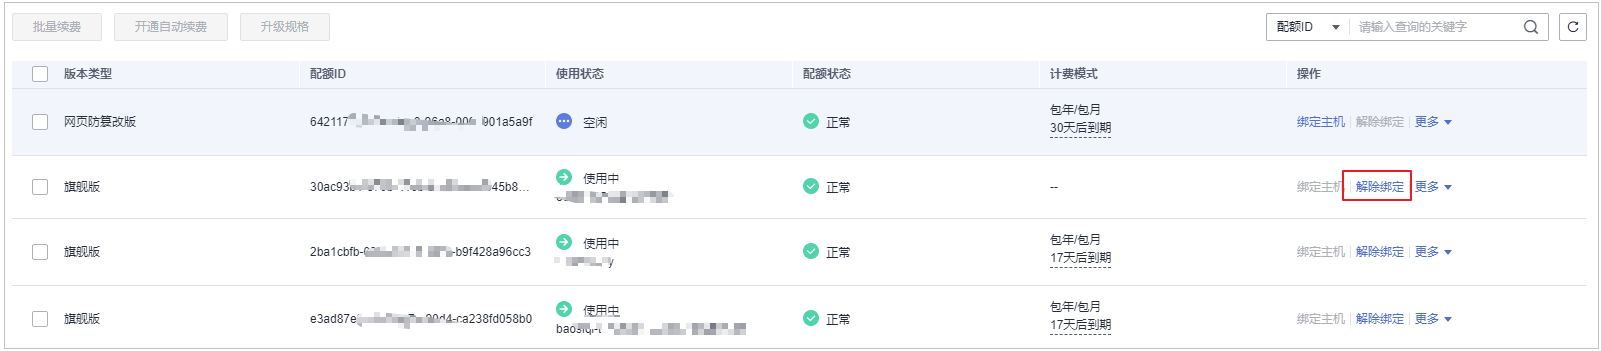 批量续费 开通自动续费 升级规格 配额ID 请输入查询的关键字
版本类型 配额ID 使用状态 配额状态 计费模式 操作
网页防篡改版 642117 901a5a9f 空闲 正常 包年/包月 绑定主机 解除绑定 更多
30天后到期
旗舰版 30ac93 45b8... 使用中 正常 -- 绑定主机 解除绑定 更多
旗舰版 2ba1cbfb- -b9f428a96cc3 使用中 正常 包年/包月 绑定主机 解除绑定 更多
17天后到期
旗舰版 e3ad87e -ca238fd058b0 使用中 正常 包年/包月 绑定主机 解除绑定 更多
17天后到期